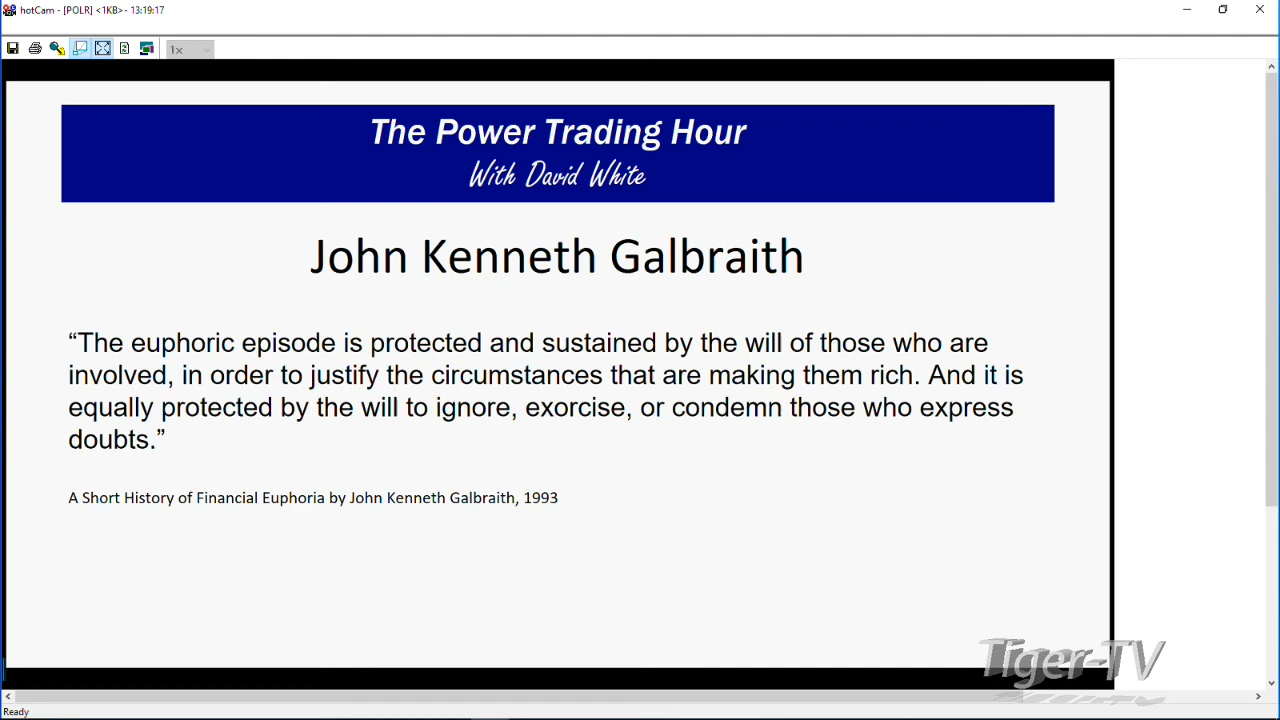 hotCam - [POLR] <1KB> - 13:19:17
1x
The Power Trading Hour
With David White
John Kenneth Galbraith
“The euphoric episode is protected and sustained by the will of those who are
involved, in order to justify the circumstances that are making them rich. And it is
equally protected by the will to ignore, exorcise, or condemn those who express
doubts.”
A Short History of Financial Euphoria by John Kenneth Galbraith, 1993
Tiger-TV
Ready